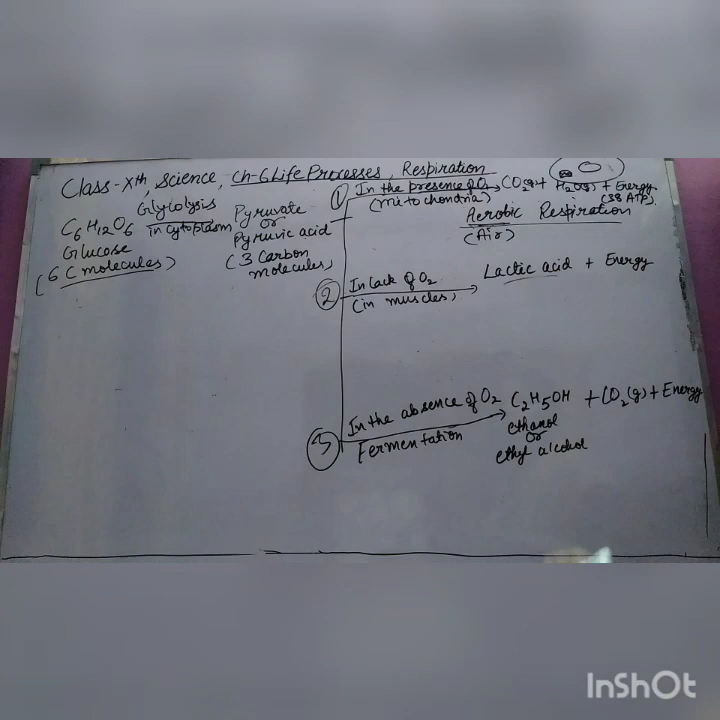 Class-Xth, Science, Ch-6 Life Processes, Respiration
Glycolysis
C6H12O6 in cytoplasm
Glucose
(6 C molecules)
Pyruvate
or
Pyruvic acid
(3 Carbon
molecules)
1 In the presence of O2 CO2(g) + H2O(g) + Energy
(mitochondria) (38 ATP)
Aerobic Respiration
(Air)
2 In lack of O2 Lactic acid + Energy
(in muscles)
3 In the absence of O2 C2H5OH + CO2(g) + Energy
Fermentation ethanol
or
ethyl alcohol
InShOt